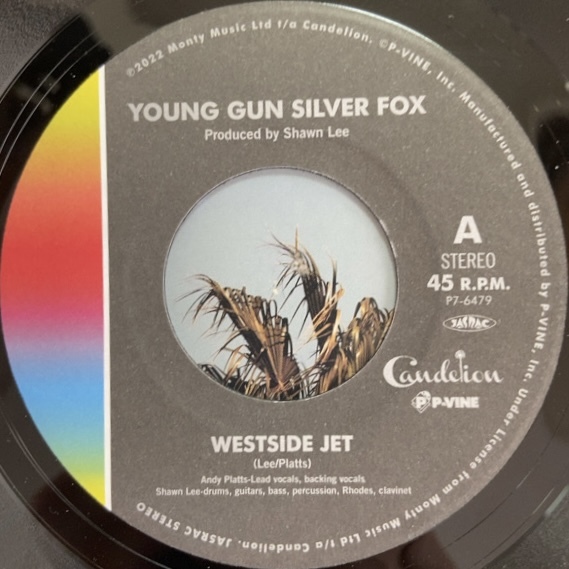 ℗2022 Monty Music Ltd t/a Candelion. ©P-VINE, Inc. Manufactured and distributed by P-VINE, Inc. Under License from Monty Music Ltd t/a Candelion. JASRAC STEREO
YOUNG GUN SILVER FOX
Produced by Shawn Lee
A
STEREO
45 R.P.M.
P7-6479
JASRAC
Candelion
P P-VINE
WESTSIDE JET
(Lee/Platts)
Andy Platts-Lead vocals, backing vocals
Shawn Lee-drums, guitars, bass, percussion, Rhodes, clavinet